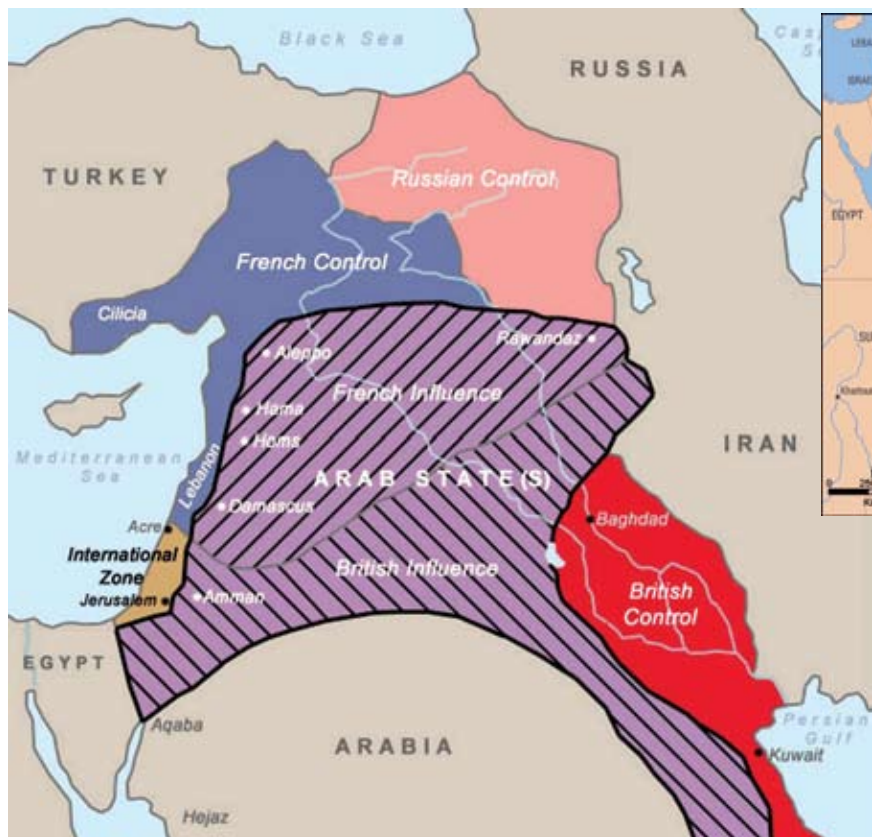 Black Sea
RUSSIA
TURKEY
Russian Control
French Control
Cilicia
Aleppo
Rawandaz
French Influence
Hama
Homs
IRAN
Mediterranean
Sea
Lebanon
ARAB STATE(S)
Damascus
Acre
Baghdad
International
Zone
British Influence
Jerusalem
Amman
British
Control
EGYPT
Aqaba
Persian
Gulf
ARABIA
Kuwait
Hejaz
EGYPT
0